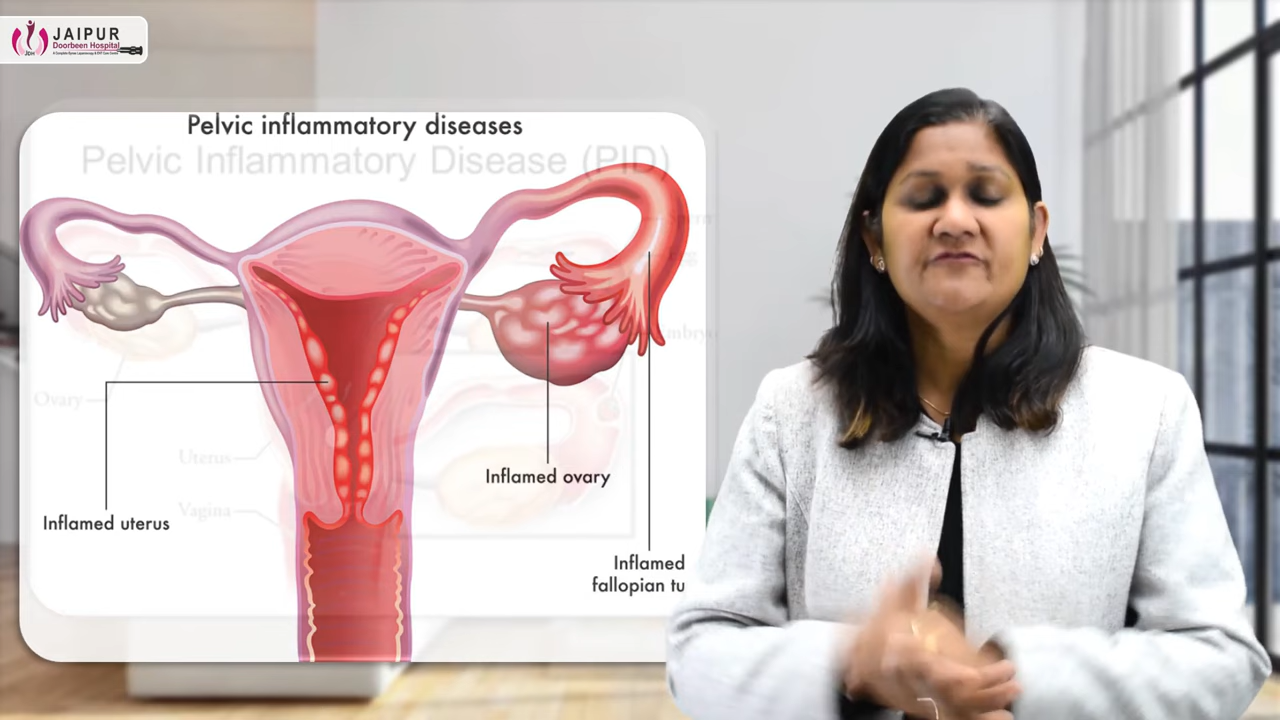 JAIPUR
Doorbeen Hospital
JDH
Pelvic inflammatory diseases
Pelvic Inflammatory Disease (PID)
Ovary
Uterus
Vagina
Inflamed uterus
Inflamed ovary
Inflamed
fallopian tu